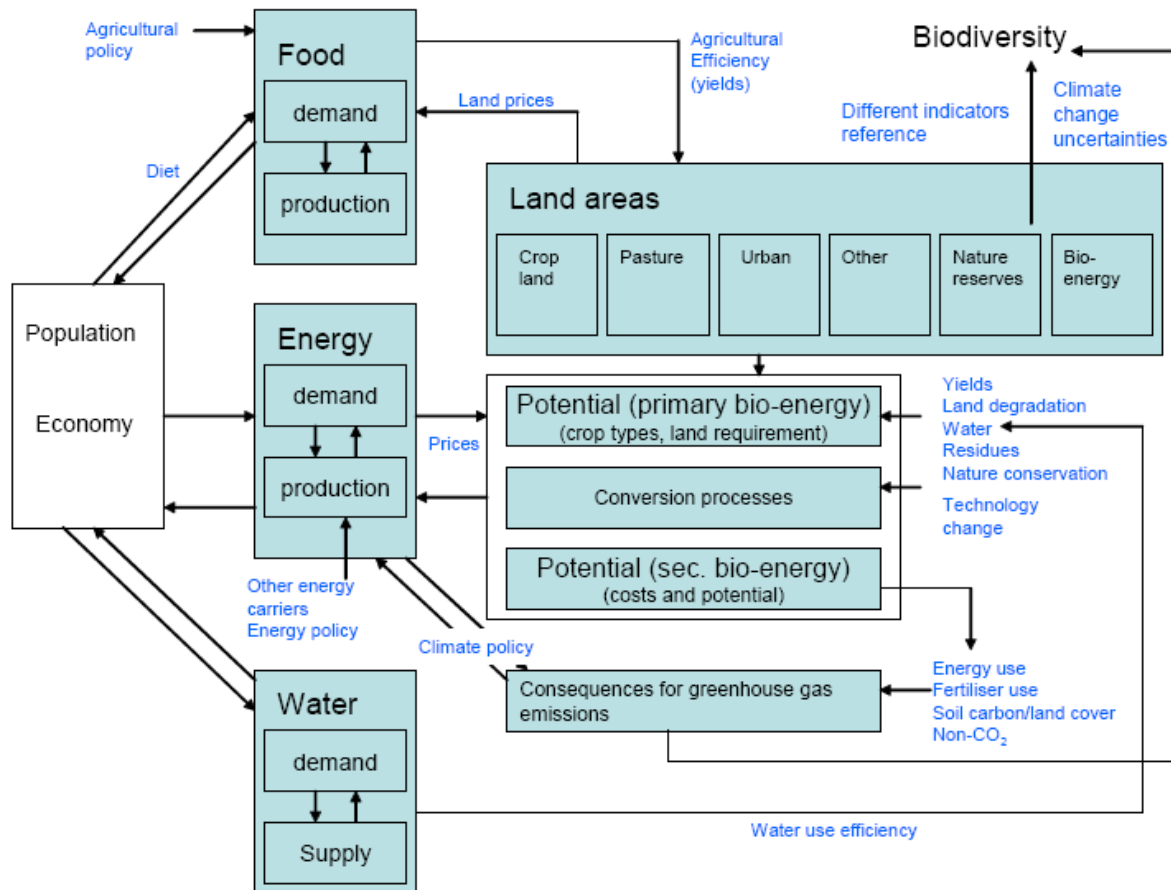 Agricultural
policy
Food
demand
production
Diet
Land prices
Agricultural
Efficiency
(yields)
Biodiversity
Different indicators
reference
Climate
change
uncertainties
Land areas
Crop
land
Pasture
Urban
Other
Nature
reserves
Bio-
energy
Population
Economy
Energy
demand
production
Prices
Other energy
carriers
Energy policy
Potential (primary bio-energy)
(crop types, land requirement)
Conversion processes
Potential (sec. bio-energy)
(costs and potential)
Yields
Land degradation
Water
Residues
Nature conservation
Technology
change
Climate policy
Consequences for greenhouse gas
emissions
Energy use
Fertiliser use
Soil carbon/land cover
Non-CO₂
Water
demand
Supply
Water use efficiency